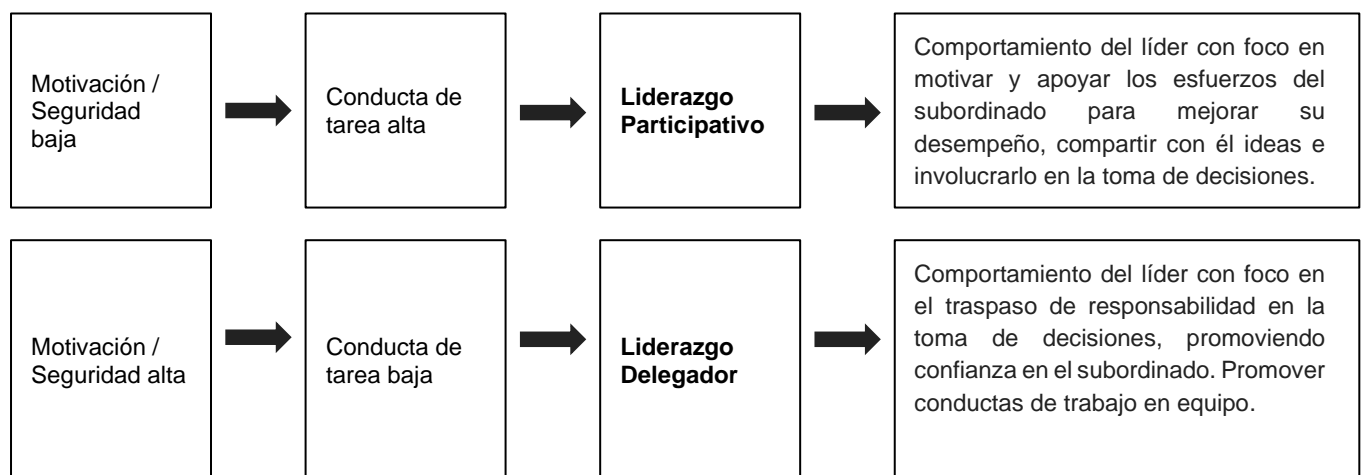 Motivación /
Seguridad
baja
Conducta de
tarea alta
Liderazgo
Participativo
Comportamiento del líder con foco en
motivar y apoyar los esfuerzos del
subordinado para mejorar su
desempeño, compartir con él ideas e
involucrarlo en la toma de decisiones.
Motivación /
Seguridad alta
Conducta de
tarea baja
Liderazgo
Delegador
Comportamiento del líder con foco en
el traspaso de responsabilidad en la
toma de decisiones, promoviendo
confianza en el subordinado. Promover
conductas de trabajo en equipo.